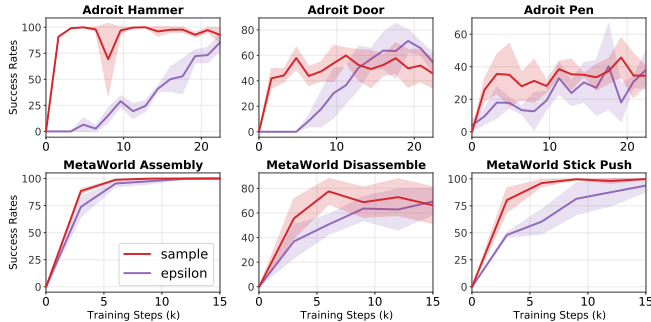 Adroit Hammer Adroit Door Adroit Pen
Success Rates
100
75
50
25
0
0 10 20
80
60
40
20
0
0 10 20
60
40
20
0
0 10 20
MetaWorld Assembly MetaWorld Disassemble MetaWorld Stick Push
Success Rates
100
75
50
25
0
sample
epsilon
0 5 10 15
Training Steps (k)
80
60
40
20
0
0 5 10 15
Training Steps (k)
100
75
50
25
0
0 5 10 15
Training Steps (k)